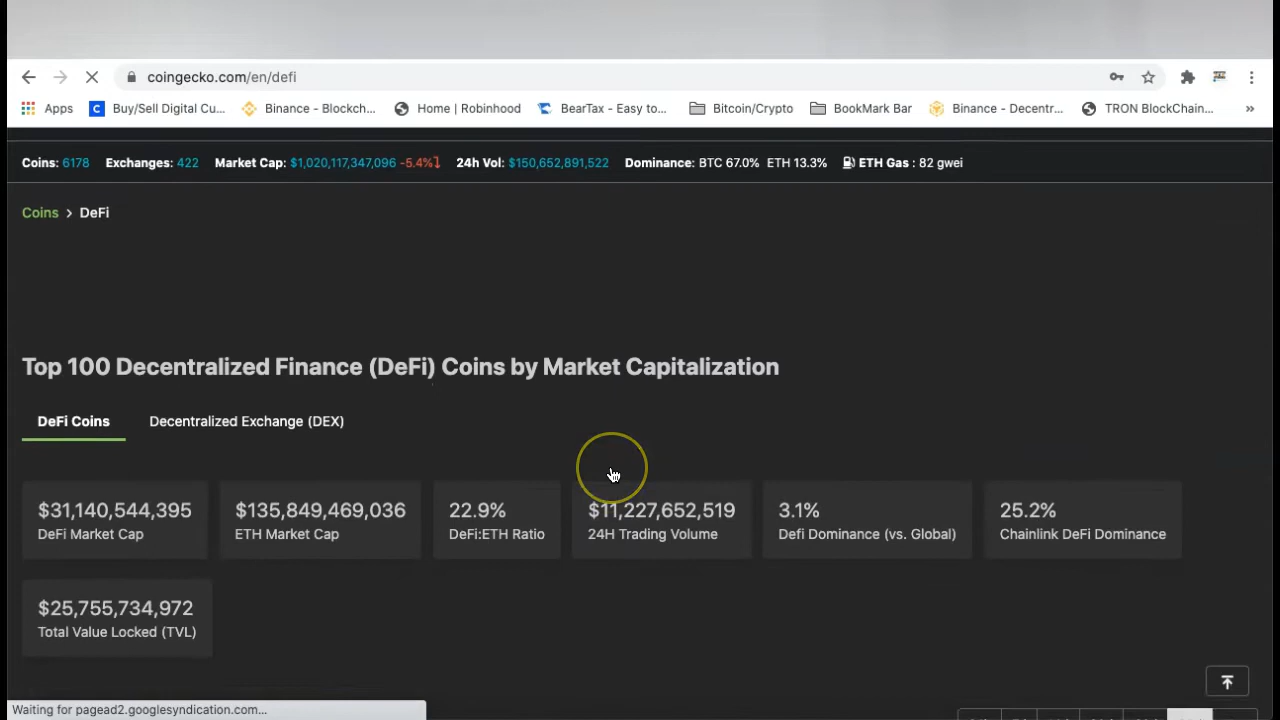 coingecko.com/en/defi
Apps Buy/Sell Digital Cu... Binance - Blockch... Home | Robinhood BearTax - Easy to... Bitcoin/Crypto BookMark Bar Binance - Decentr... TRON BlockChain... »
Coins: 6178 Exchanges: 422 Market Cap: $1,020,117,347,096 -5.4% 24h Vol: $150,652,891,522 Dominance: BTC 67.0% ETH 13.3% ETH Gas : 82 gwei
Coins > DeFi
Top 100 Decentralized Finance (DeFi) Coins by Market Capitalization
DeFi Coins Decentralized Exchange (DEX)
$31,140,544,395 $135,849,469,036 22.9% $11,227,652,519 3.1% 25.2%
DeFi Market Cap ETH Market Cap DeFi:ETH Ratio 24H Trading Volume Defi Dominance (vs. Global) Chainlink DeFi Dominance
$25,755,734,972
Total Value Locked (TVL)
Waiting for pagead2.googlesyndication.com...